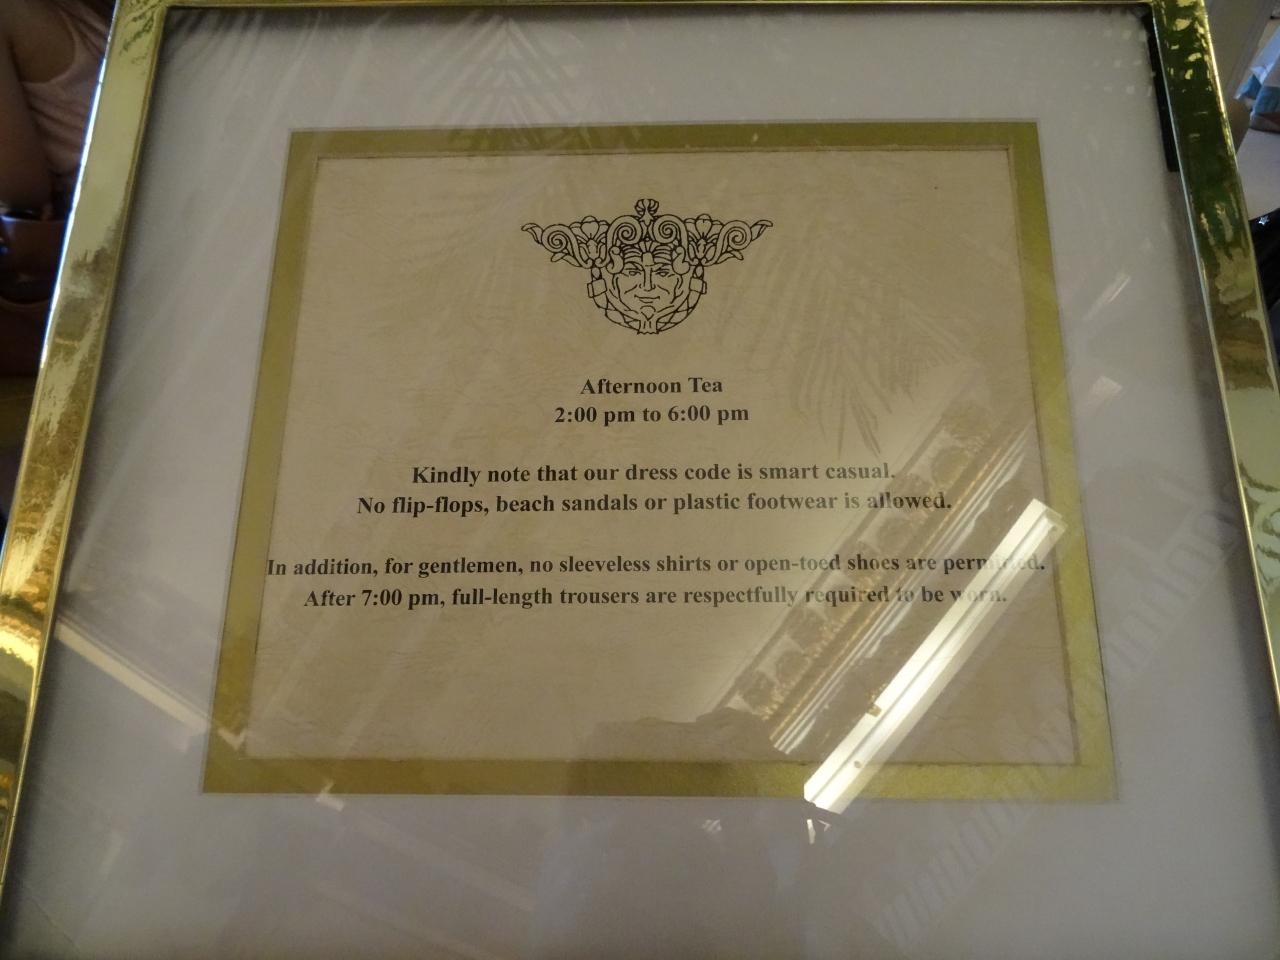 Afternoon Tea
2:00 pm to 6:00 pm
Kindly note that our dress code is smart casual.
No flip-flops, beach sandals or plastic footwear is allowed.
In addition, for gentlemen, no sleeveless shirts or open-toed shoes are permitted.
After 7:00 pm, full-length trousers are respectfully required to be worn.